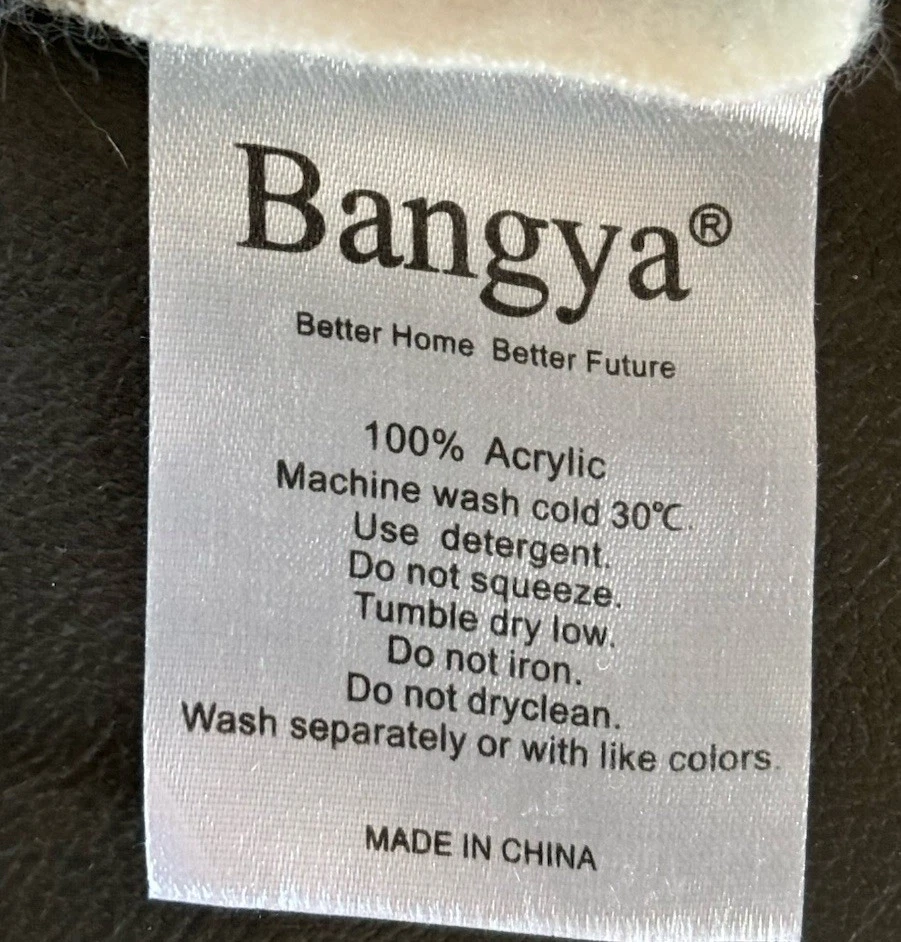 Bangya®
Better Home Better Future
100% Acrylic
Machine wash cold 30℃.
Use detergent.
Do not squeeze.
Tumble dry low.
Do not iron.
Do not dryclean.
Wash separately or with like colors.
MADE IN CHINA